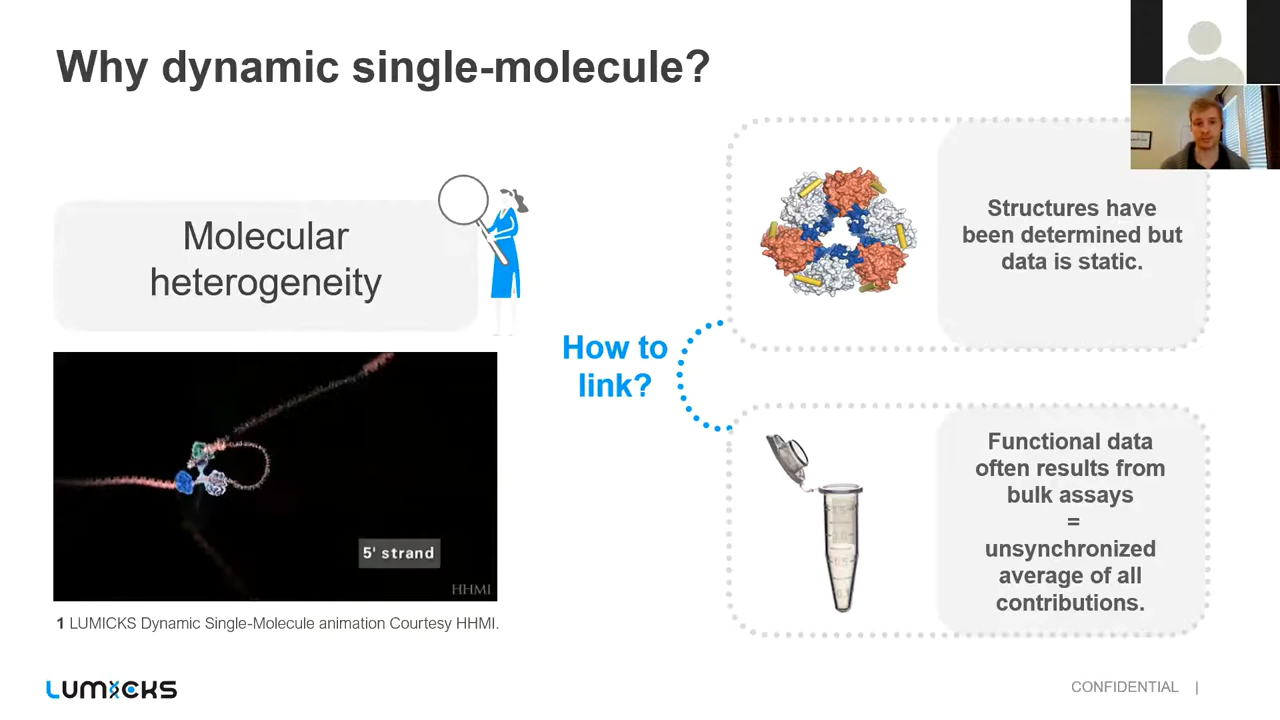 Why dynamic single-molecule?
Molecular
heterogeneity
5' strand
HHMI
1 LUMICKS Dynamic Single-Molecule animation Courtesy HHMI.
How to
link?
Structures have
been determined but
data is static.
Functional data
often results from
bulk assays
=
unsynchronized
average of all
contributions.
LUMICKS
CONFIDENTIAL |